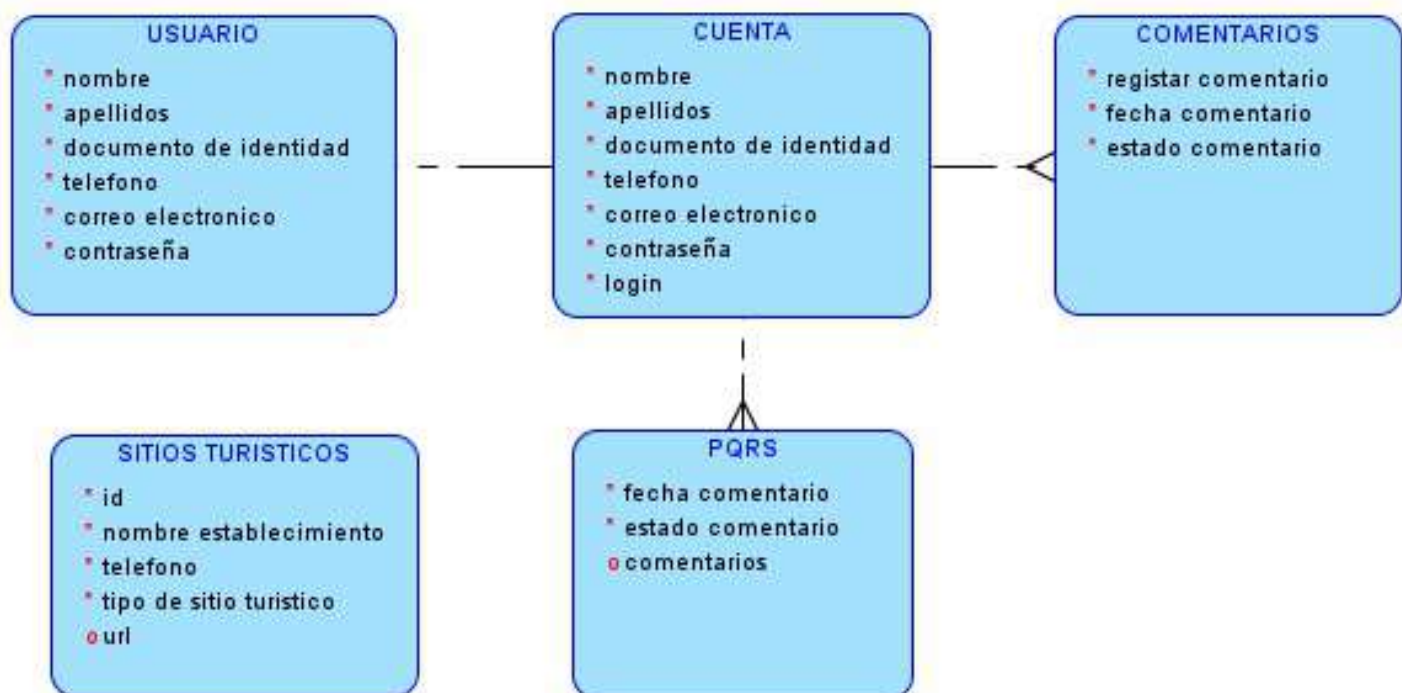 USUARIO
* nombre
* apellidos
* documento de identidad
* telefono
* correo electronico
* contraseña
CUENTA
* nombre
* apellidos
* documento de identidad
* telefono
* correo electronico
* contraseña
* login
COMENTARIOS
* registar comentario
* fecha comentario
* estado comentario
SITIOS TURISTICOS
* id
* nombre establecimiento
* telefono
* tipo de sitio turistico
o url
PQRS
* fecha comentario
* estado comentario
o comentarios